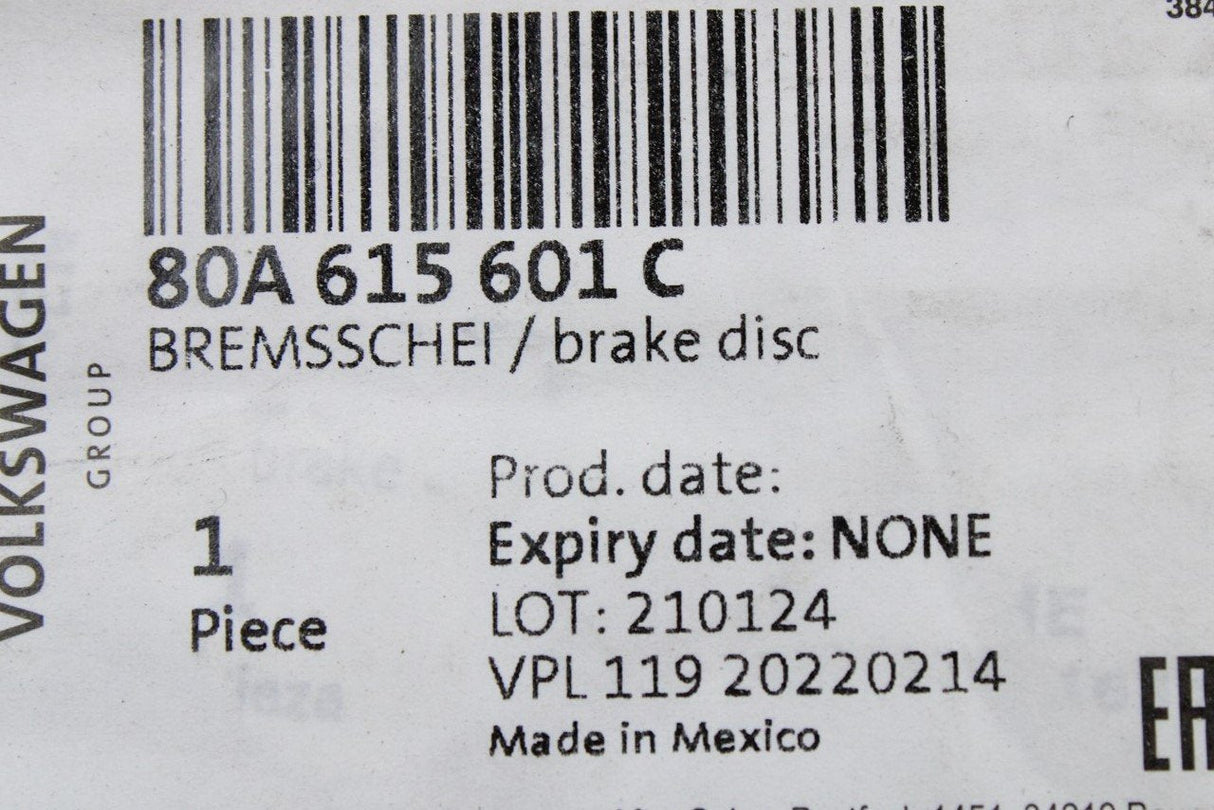 384
80A 615 601 C
BREMSSCHEI / brake disc
VOLKSWAGEN
GROUP
Prod. date:
Expiry date: NONE
1
Piece
LOT: 210124
VPL 119 20220214
Made in Mexico
EAC